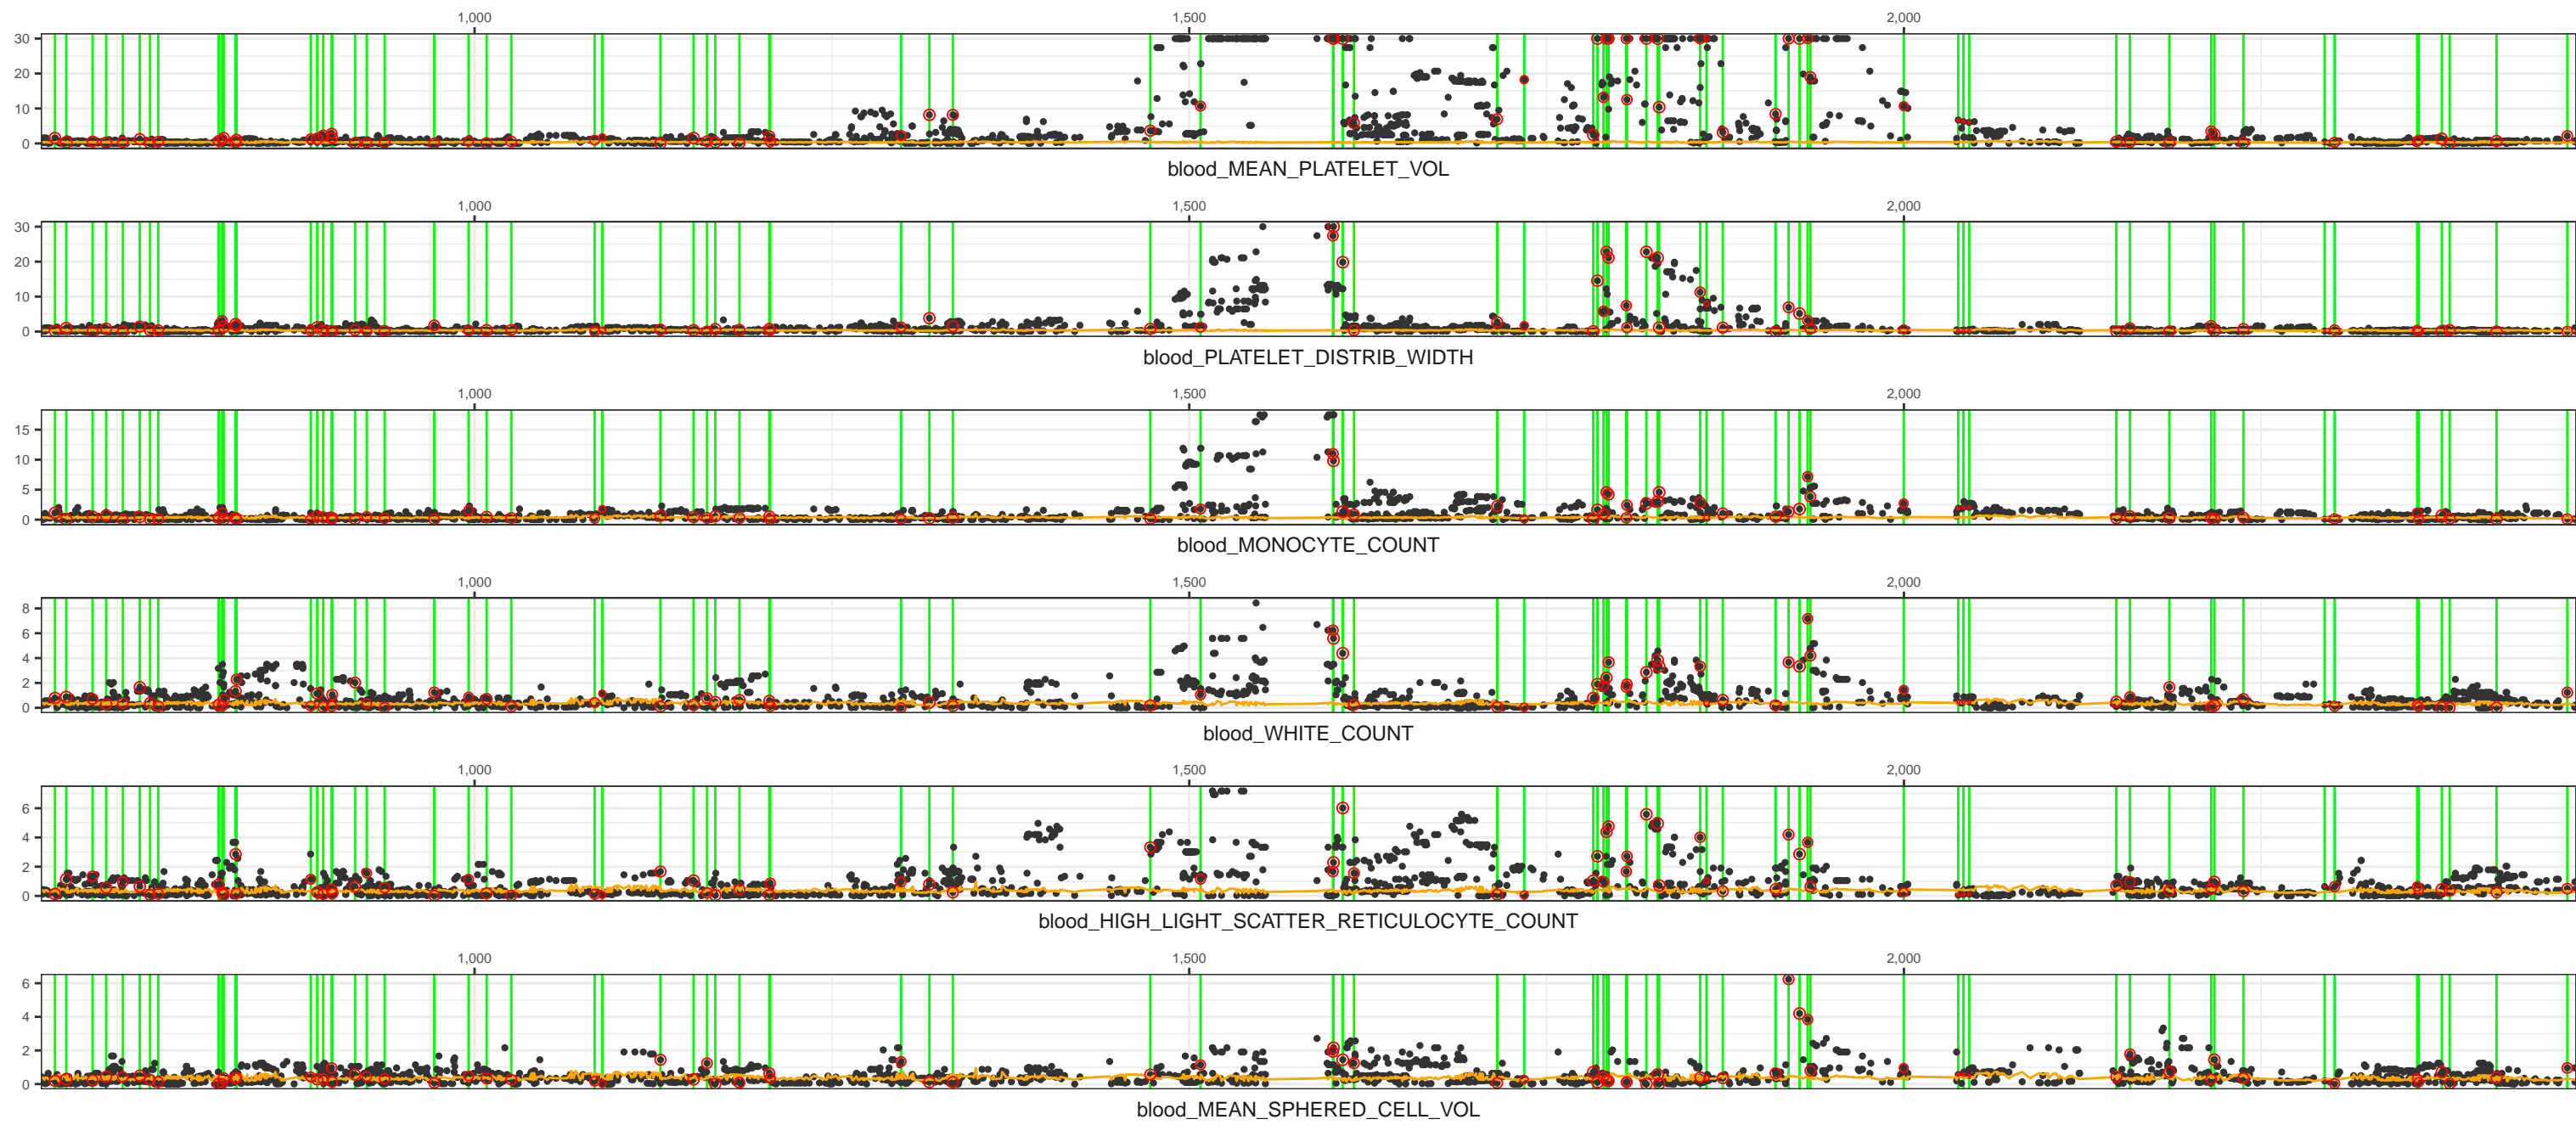 1,000 1,500 2,000
30
20
10
0
blood_MEAN_PLATELET_VOL
1,000 1,500 2,000
30
20
10
0
blood_PLATELET_DISTRIB_WIDTH
1,000 1,500 2,000
15
10
5
0
blood_MONOCYTE_COUNT
1,000 1,500 2,000
8
6
4
2
0
blood_WHITE_COUNT
1,000 1,500 2,000
6
4
2
0
blood_HIGH_LIGHT_SCATTER_RETICULOCYTE_COUNT
1,000 1,500 2,000
6
4
2
0
blood_MEAN_SPHERED_CELL_VOL